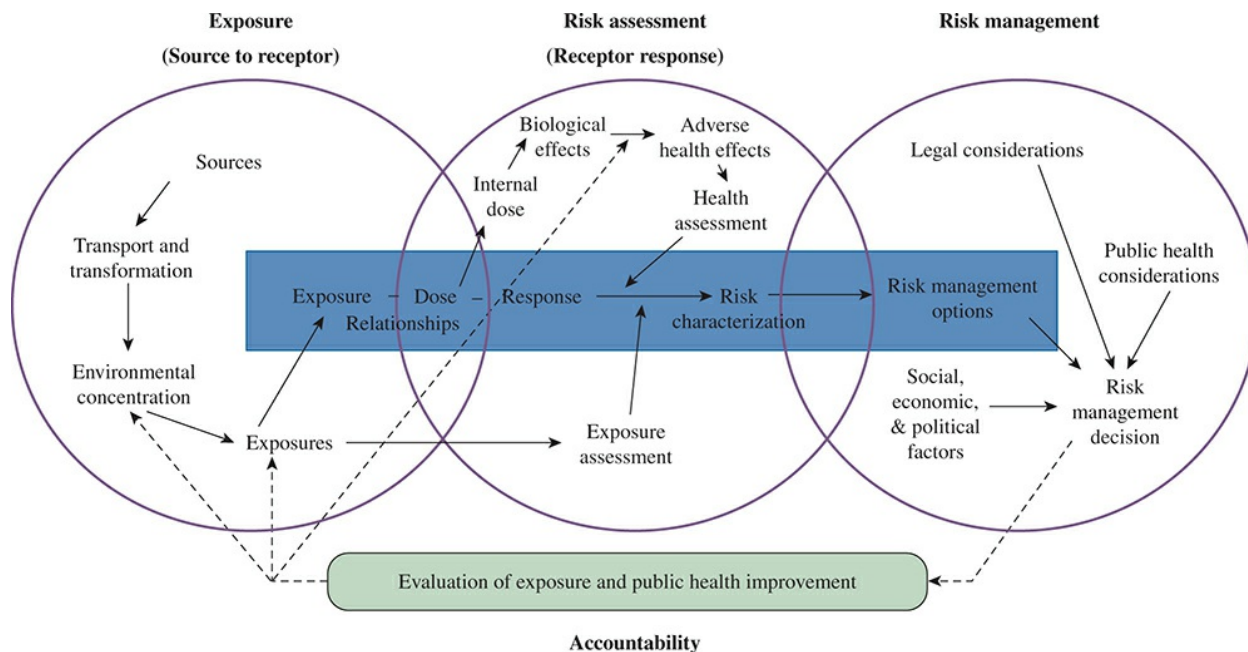 Exposure
(Source to receptor)
Risk assessment
(Receptor response)
Risk management
Sources
Transport and
transformation
Environmental
concentration
Exposures
Exposure – Dose – Response
Relationships
Internal
dose
Biological
effects
Adverse
health effects
Health
assessment
Risk
characterization
Exposure
assessment
Legal considerations
Public health
considerations
Risk management
options
Social,
economic,
& political
factors
Risk
management
decision
Evaluation of exposure and public health improvement
Accountability